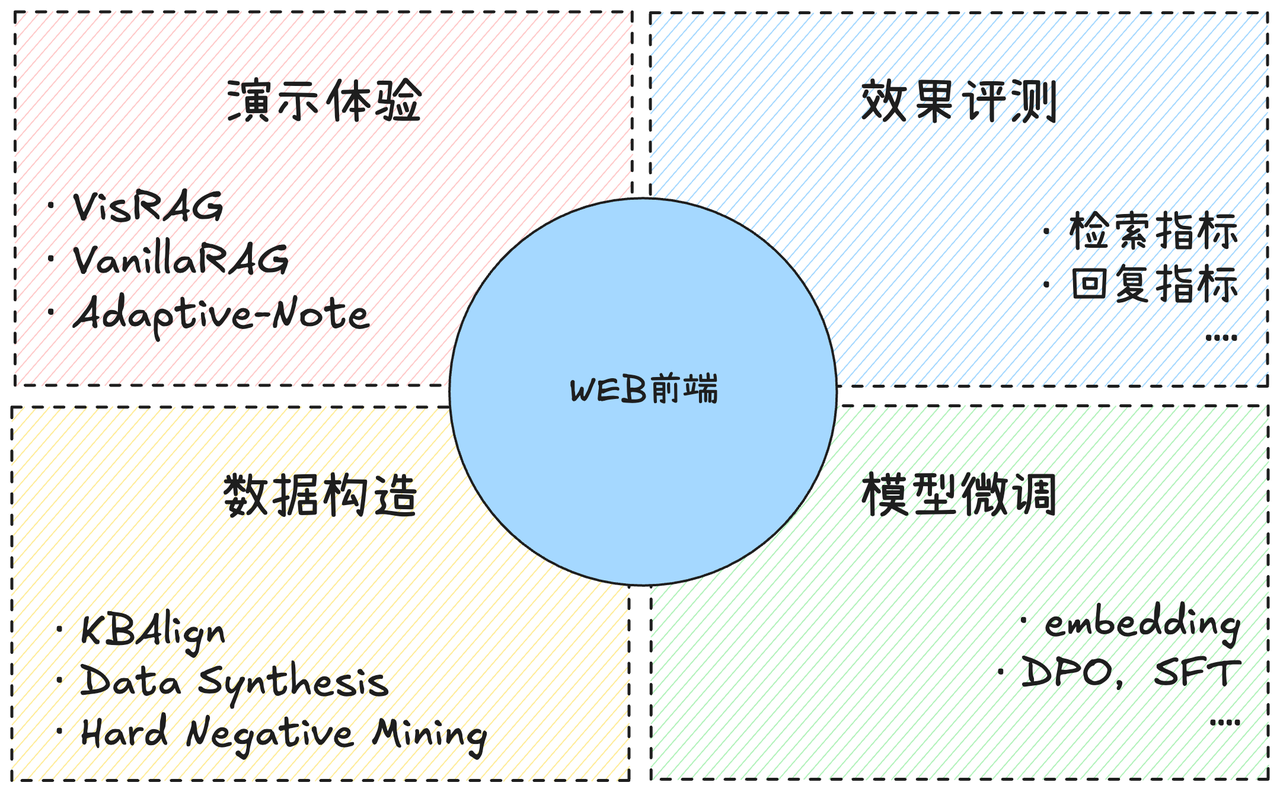 演示体验
· VisRAG
· VanillaRAG
· Adaptive-Note
效果评测
· 检索指标
· 回复指标
....
WEB前端
数据构造
· KBAlign
· Data Synthesis
· Hard Negative Mining
模型微调
· embedding
· DPO，SFT
....